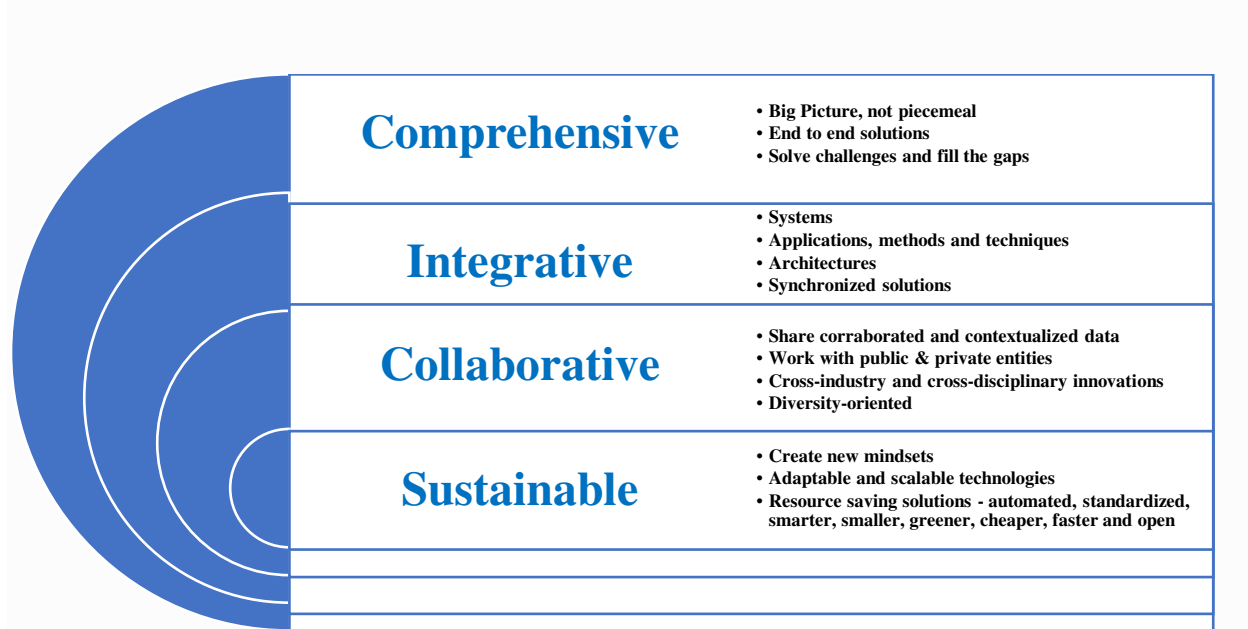 Comprehensive
• Big Picture, not piecemeal
• End to end solutions
• Solve challenges and fill the gaps
Integrative
• Systems
• Applications, methods and techniques
• Architectures
• Synchronized solutions
Collaborative
• Share corraborated and contextualized data
• Work with public & private entities
• Cross-industry and cross-disciplinary innovations
• Diversity-oriented
Sustainable
• Create new mindsets
• Adaptable and scalable technologies
• Resource saving solutions - automated, standardized,
smarter, smaller, greener, cheaper, faster and open